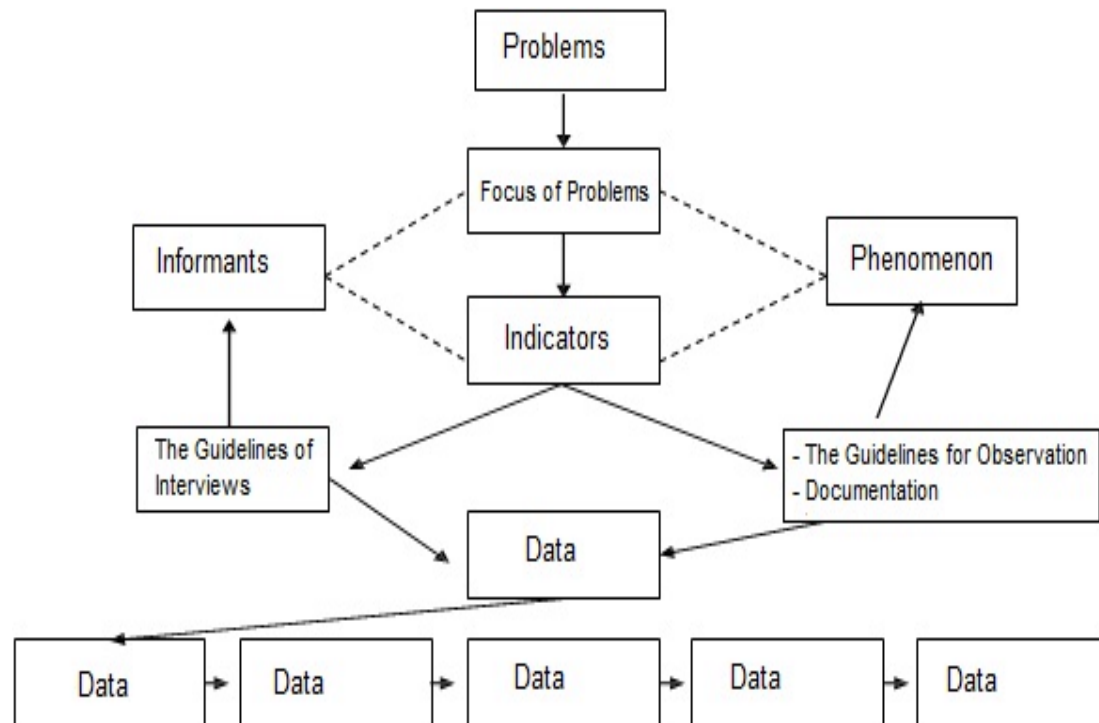 Problems
Focus of Problems
Informants
Phenomenon
Indicators
The Guidelines of
Interviews
- The Guidelines for Observation
- Documentation
Data
Data
Data
Data
Data
Data